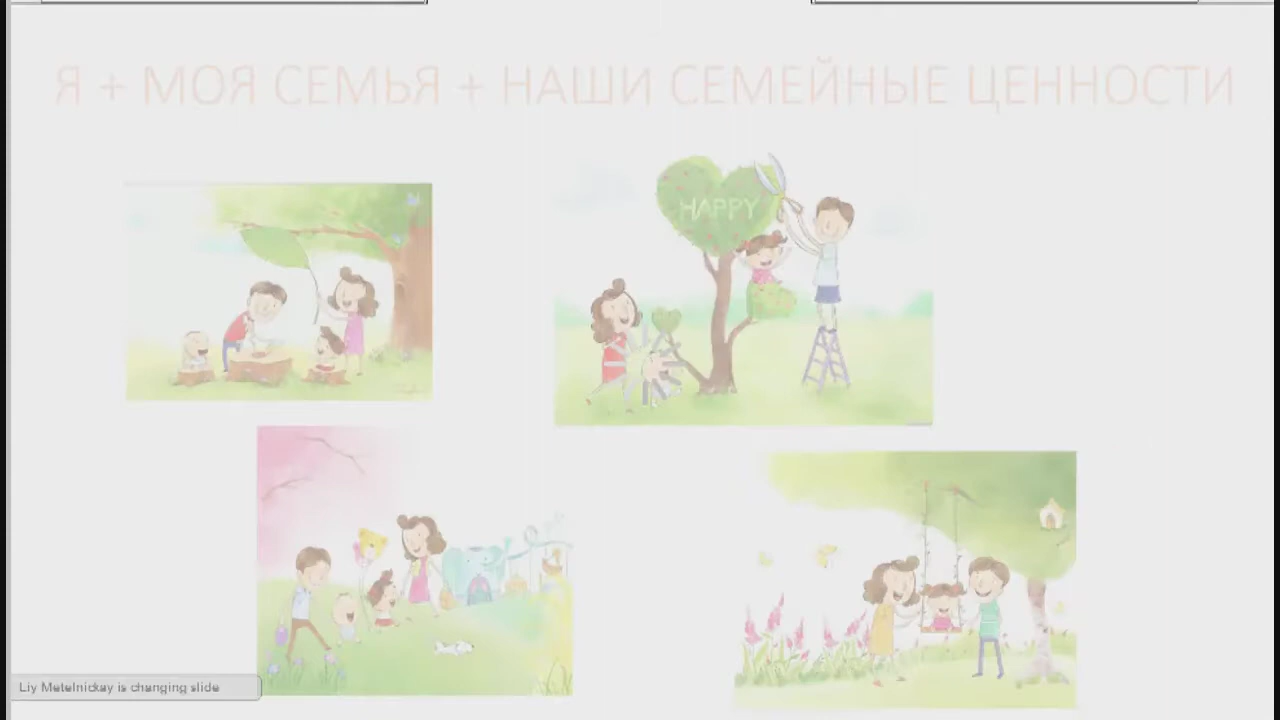 Я + МОЯ СЕМЬЯ + НАШИ СЕМЕЙНЫЕ ЦЕННОСТИ
HAPPY
Liy Metelnickay is changing slide